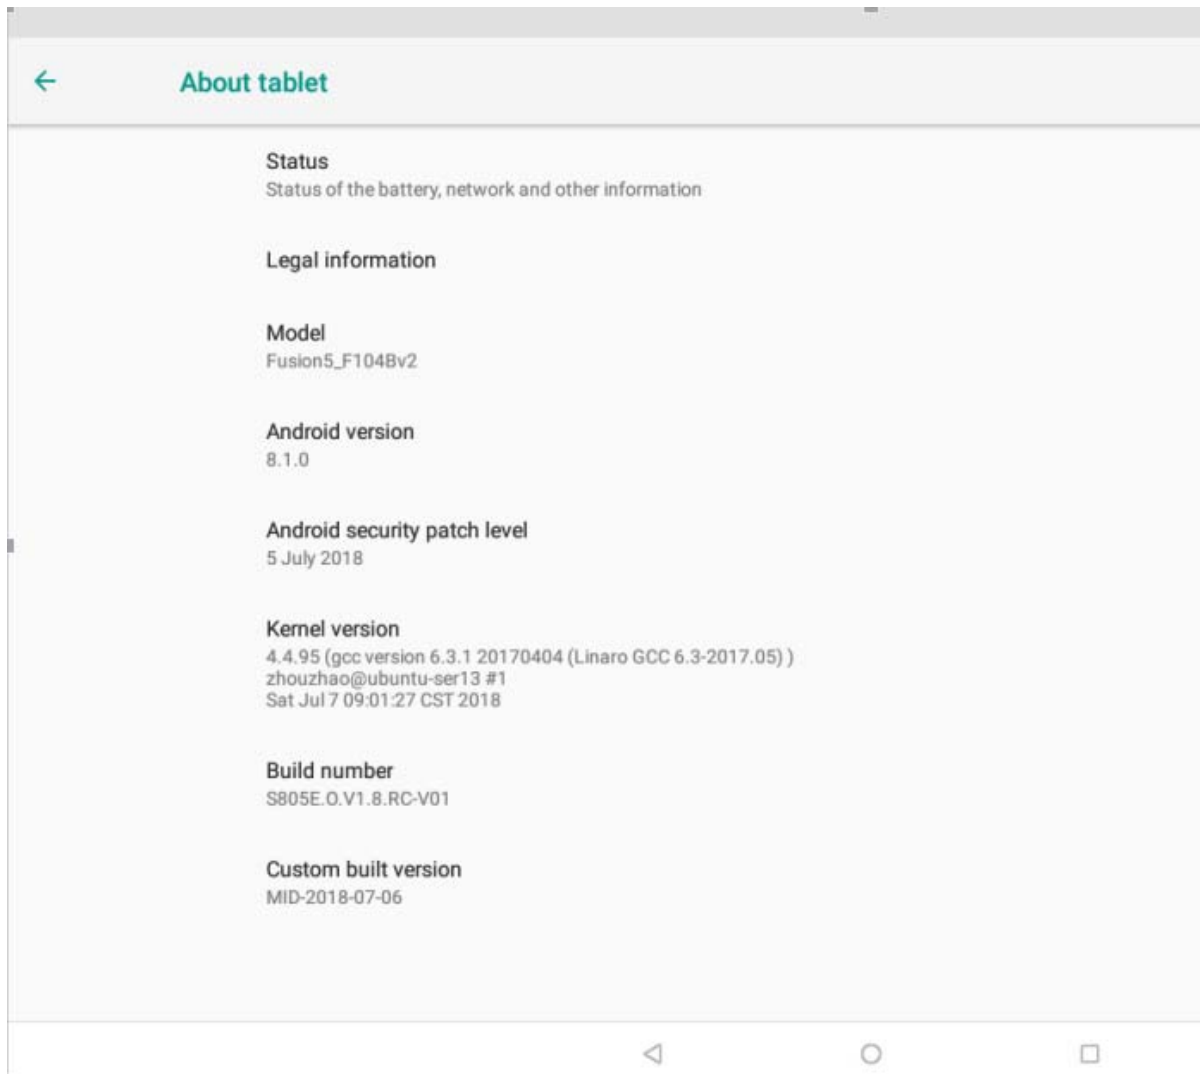 About tablet
Status
Status of the battery, network and other information
Legal information
Model
Fusion5_F104Bv2
Android version
8.1.0
Android security patch level
5 July 2018
Kernel version
4.4.95 (gcc version 6.3.1 20170404 (Linaro GCC 6.3-2017.05) )
zhouzhao@ubuntu-ser13 #1
Sat Jul 7 09:01:27 CST 2018
Build number
S805E.O.V1.8.RC-V01
Custom built version
MID-2018-07-06